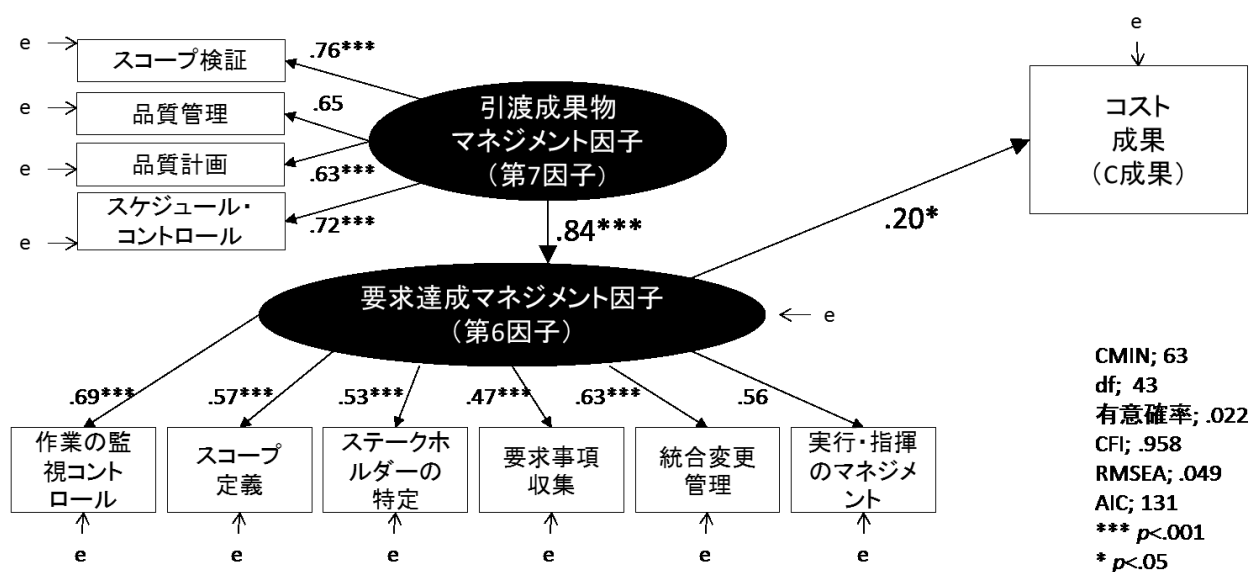 e
スコープ検証
.76***
e
品質管理
.65
e
品質計画
.63***
e
スケジュール・
コントロール
.72***
引渡成果物
マネジメント因子
（第7因子）
e
コスト
成果
（C成果）
.84***
.20*
要求達成マネジメント因子
（第6因子）
e
.69***
.57***
.53***
.47***
.63***
.56
作業の監
視コント
ロール
スコープ
定義
ステークホ
ルダーの
特定
要求事項
収集
統合変更
管理
実行・指揮
のマネジメ
ント
e
e
e
e
e
e
CMIN; 63
df; 43
有意確率; .022
CFI; .958
RMSEA; .049
AIC; 131
*** p<.001
* p<.05